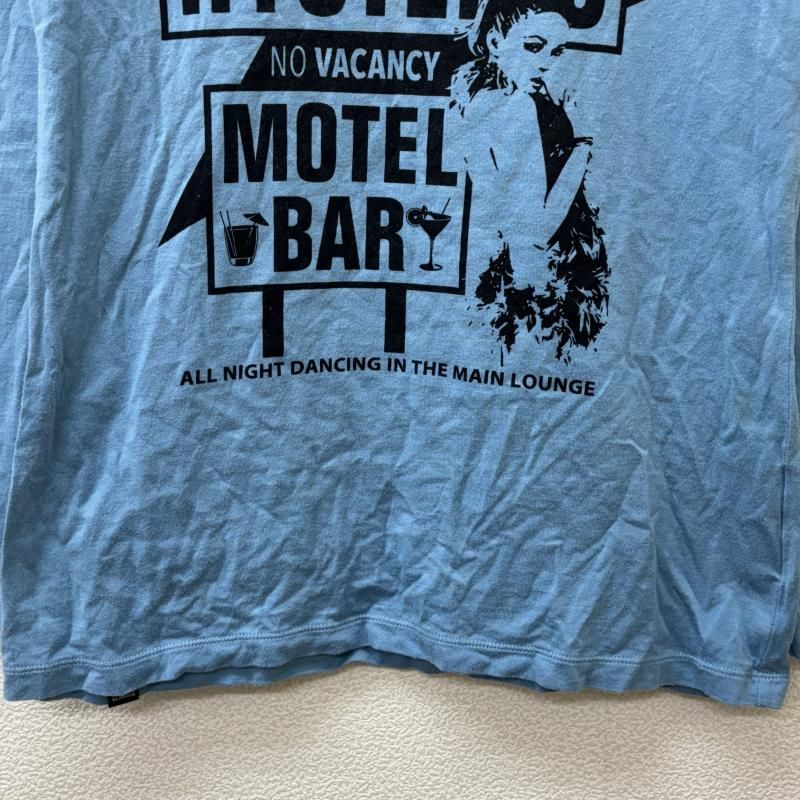 NO VACANCY
MOTEL
BAR
ALL NIGHT DANCING IN THE MAIN LOUNGE